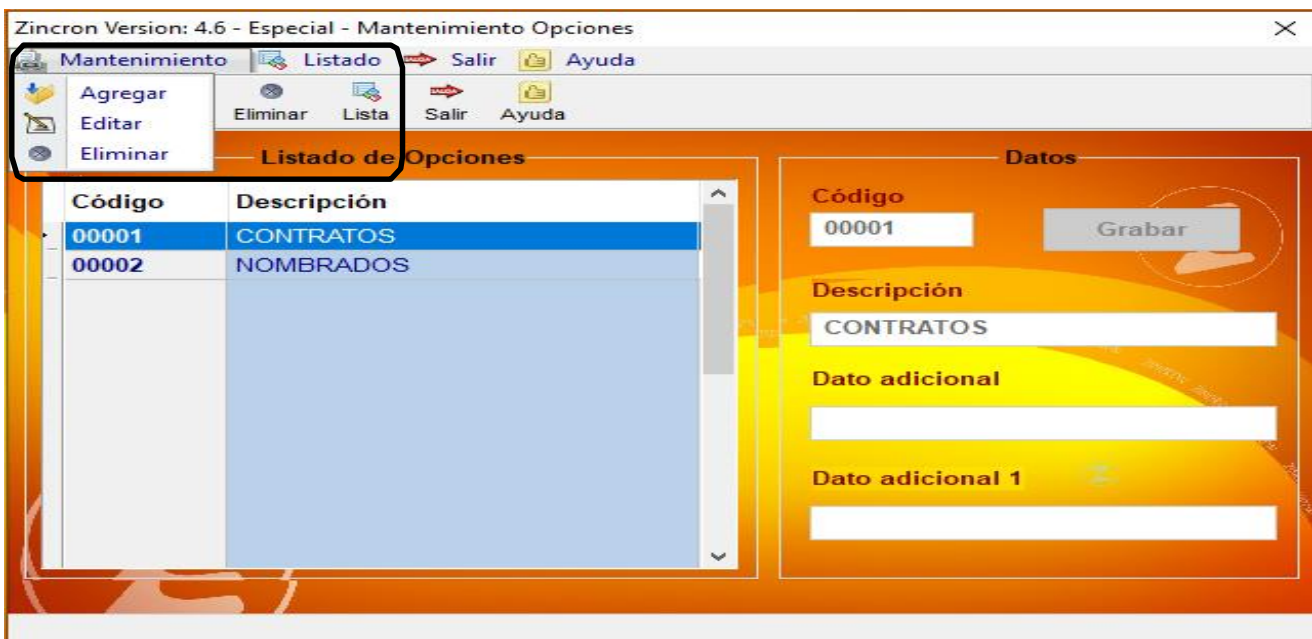 Zincron Version: 4.6 - Especial - Mantenimiento Opciones
Mantenimiento Listado Salir Ayuda
Agregar
Editar
Eliminar
Eliminar Lista Salir Ayuda
Listado de Opciones
Código Descripción
00001 CONTRATOS
00002 NOMBRADOS
Datos
Código
00001 Grabar
Descripción
CONTRATOS
Dato adicional
Dato adicional 1